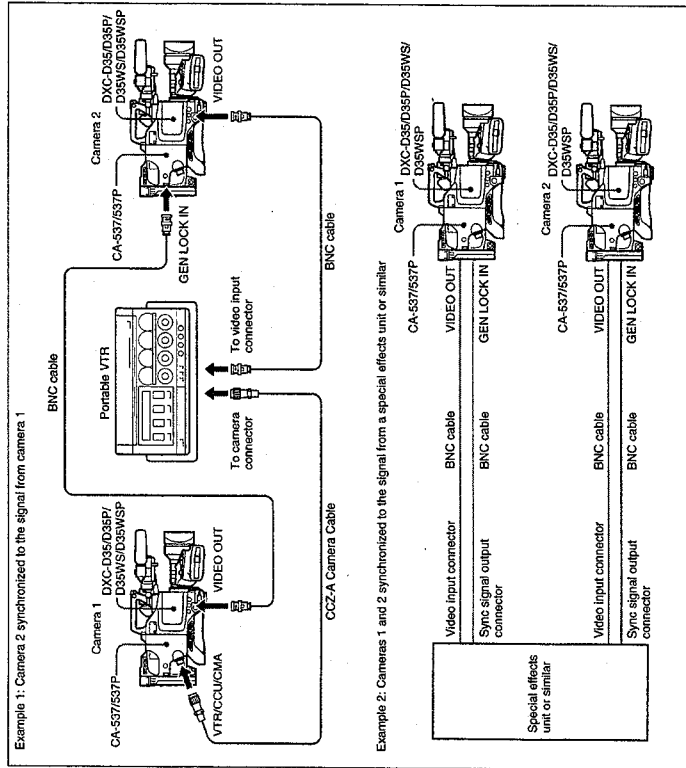 Example 1: Camera 2 synchronized to the signal from camera 1
BNC cable
Camera 1
DXC-D35/D35P/
D35WS/D35WSP
CA-537/537P
VTR/CCU/CMA
VIDEO OUT
Portable VTR
To camera
connector
To video input
connector
Camera 2
DXC-D35/D35P/
D35WS/D35WSP
CA-537/537P
GEN LOCK IN
VIDEO OUT
BNC cable
CCZ-A Camera Cable
Example 2: Cameras 1 and 2 synchronized to the signal from a special effects unit or similar
Special effects
unit or similar
Video input connector
BNC cable
VIDEO OUT
Sync signal output
connector
BNC cable
GEN LOCK IN
CA-537/537P
Camera 1
DXC-D35/D35P/D35WS/
D35WSP
Video input connector
BNC cable
VIDEO OUT
Sync signal output
connector
BNC cable
GEN LOCK IN
CA-537/537P
Camera 2
DXC-D35/D35P/D35WS/
D35WSP